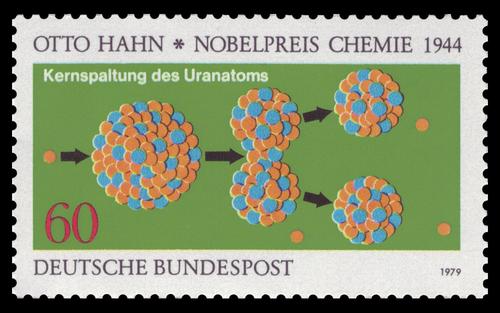 OTTO HAHN * NOBELPREIS CHEMIE 1944
Kernspaltung des Uranatoms
60
DEUTSCHE BUNDESPOST 1979